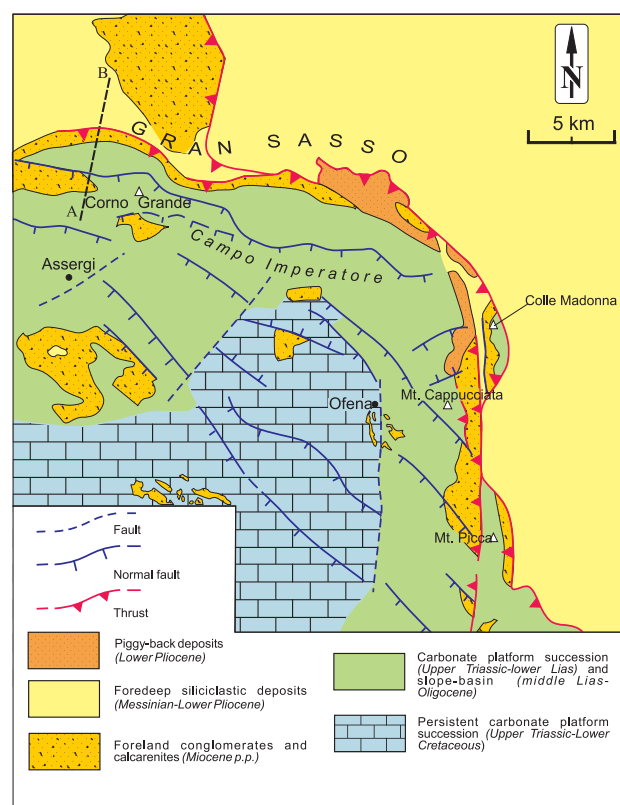 B
N
5 km
GRAN SASSO
A
Corno Grande
Campo Imperatore
Assergi
Colle Madonna
Mt. Cappucciata
Ofena
Mt. Picca
Fault
Normal fault
Thrust
Piggy-back deposits
(Lower Pliocene)
Foredeep siliciclastic deposits
(Messinian-Lower Pliocene)
Foreland conglomerates and
calcarenites (Miocene p.p.)
Carbonate platform succession
(Upper Triassic-lower Lias) and
slope-basin (middle Lias-
Oligocene)
Persistent carbonate platform
succession (Upper Triassic-Lower
Cretaceous)